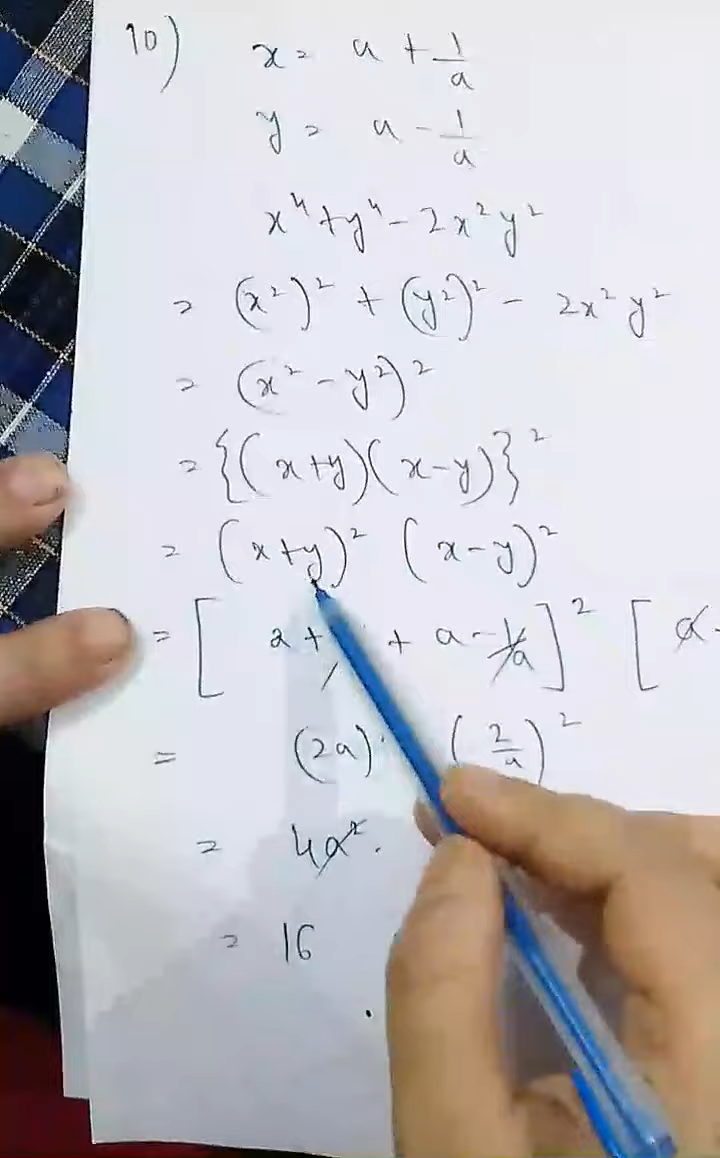 10) x = a + 1/a
y = a - 1/a
x⁴ + y⁴ - 2x²y²
= (x²)² + (y²)² - 2x²y²
= (x² - y²)²
= {(x+y)(x-y)}²
= (x+y)² (x-y)²
= [ a + + a - 1/a ]² [ a -
= (2a) (2/a)²
= 4a².
= 16